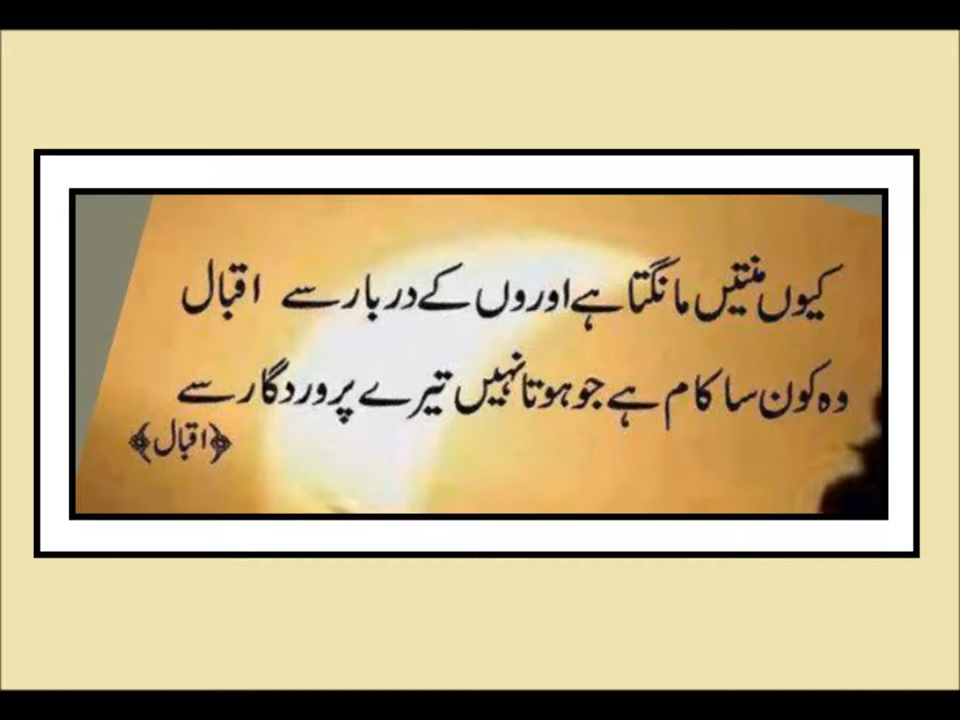 کیوں منتیں مانگتا ہے اوروں کے دربار سے اقبال
وہ کون سا کام ہے جو ہوتا نہیں تیرے پروردگار سے
﴿اقبال﴾